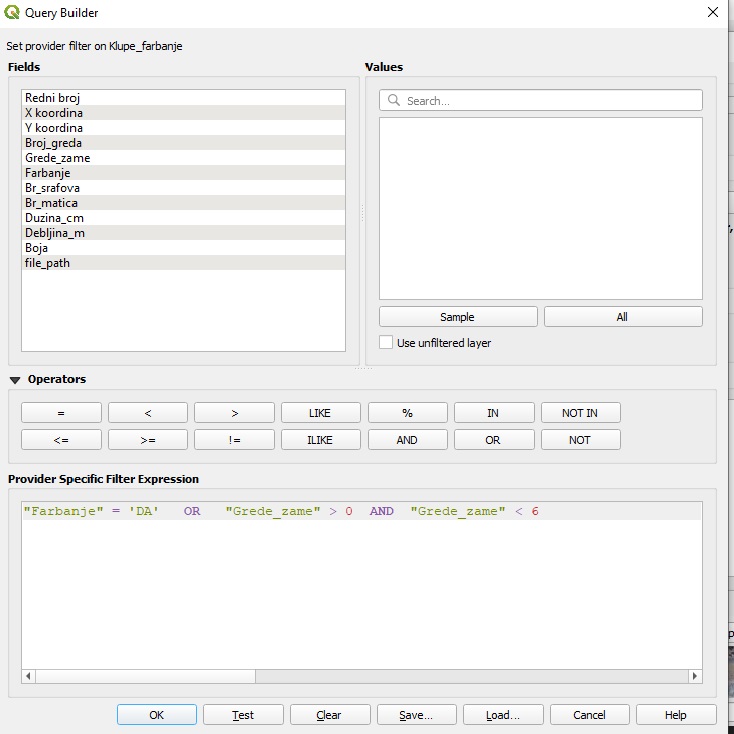 Query Builder
Set provider filter on Klupe_farbanje
Fields
Values
Redni broj
X koordina
Y koordina
Broj_greda
Grede_zame
Farbanje
Br_srafova
Br_matica
Duzina_cm
Debljina_m
Boja
file_path
Search...
Sample All
Use unfiltered layer
Operators
= < > LIKE % IN NOT IN
<= >= != ILIKE AND OR NOT
Provider Specific Filter Expression
"Farbanje" = 'DA' OR "Grede_zame" > 0 AND "Grede_zame" < 6
OK Test Clear Save... Load... Cancel Help